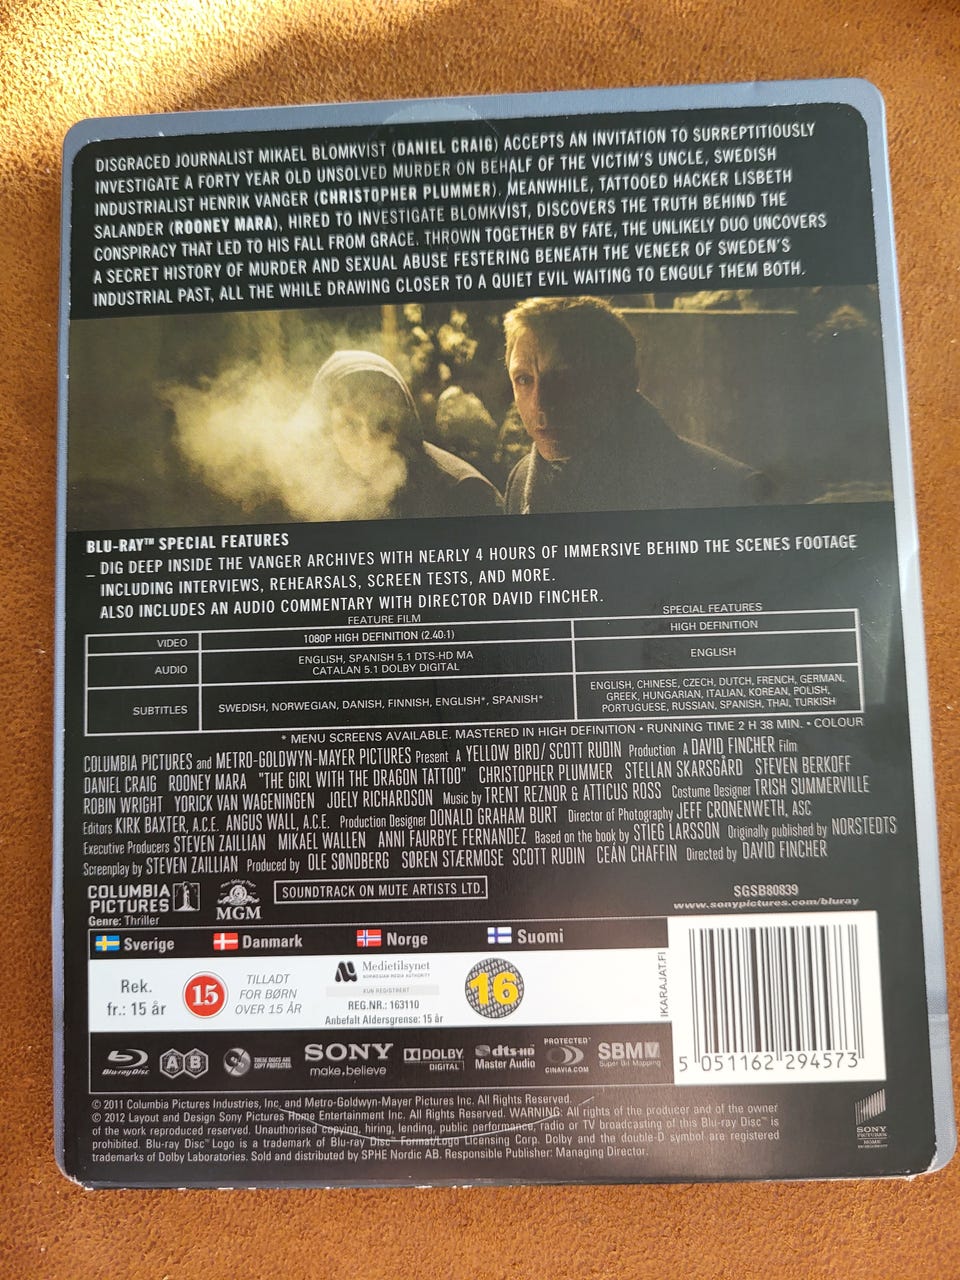 DISGRACED JOURNALIST MIKAEL BLOMKVIST (DANIEL CRAIG) ACCEPTS AN INVITATION TO SURREPTITIOUSLY
INVESTIGATE A FORTY YEAR OLD UNSOLVED MURDER ON BEHALF OF THE VICTIM'S UNCLE, SWEDISH
INDUSTRIALIST HENRIK VANGER (CHRISTOPHER PLUMMER). MEANWHILE, TATTOOED HACKER LISBETH
SALANDER (ROONEY MARA), HIRED TO INVESTIGATE BLOMKVIST, DISCOVERS THE TRUTH BEHIND THE
CONSPIRACY THAT LED TO HIS FALL FROM GRACE. THROWN TOGETHER BY FATE, THE UNLIKELY DUO UNCOVERS
A SECRET HISTORY OF MURDER AND SEXUAL ABUSE FESTERING BENEATH THE VENEER OF SWEDEN'S
INDUSTRIAL PAST, ALL THE WHILE DRAWING CLOSER TO A QUIET EVIL WAITING TO ENGULF THEM BOTH.
BLU-RAY™ SPECIAL FEATURES
_ DIG DEEP INSIDE THE VANGER ARCHIVES WITH NEARLY 4 HOURS OF IMMERSIVE BEHIND THE SCENES FOOTAGE
INCLUDING INTERVIEWS, REHEARSALS, SCREEN TESTS, AND MORE.
ALSO INCLUDES AN AUDIO COMMENTARY WITH DIRECTOR DAVID FINCHER.
FEATURE FILM SPECIAL FEATURES
VIDEO 1080P HIGH DEFINITION (2.40:1) HIGH DEFINITION
AUDIO ENGLISH, SPANISH 5.1 DTS-HD MA ENGLISH
CATALAN 5.1 DOLBY DIGITAL
SUBTITLES SWEDISH, NORWEGIAN, DANISH, FINNISH, ENGLISH*, SPANISH* ENGLISH, CHINESE, CZECH, DUTCH, FRENCH, GERMAN,
GREEK, HUNGARIAN, ITALIAN, KOREAN, POLISH,
PORTUGUESE, RUSSIAN, SPANISH, THAI, TURKISH
* MENU SCREENS AVAILABLE. MASTERED IN HIGH DEFINITION • RUNNING TIME 2 H 38 MIN. • COLOUR
COLUMBIA PICTURES and METRO-GOLDWYN-MAYER PICTURES Present A YELLOW BIRD/ SCOTT RUDIN Production A DAVID FINCHER Film
DANIEL CRAIG ROONEY MARA "THE GIRL WITH THE DRAGON TATTOO" CHRISTOPHER PLUMMER STELLAN SKARSGÅRD STEVEN BERKOFF
ROBIN WRIGHT YORICK VAN WAGENINGEN JOELY RICHARDSON Music by TRENT REZNOR & ATTICUS ROSS Costume Designer TRISH SUMMERVILLE
Editors KIRK BAXTER, A.C.E. ANGUS WALL, A.C.E. Production Designer DONALD GRAHAM BURT Director of Photography JEFF CRONENWETH, ASC
Executive Producers STEVEN ZAILLIAN MIKAEL WALLEN ANNI FAURBYE FERNANDEZ Based on the book by STIEG LARSSON Originally published by NORSTEDTS
Screenplay by STEVEN ZAILLIAN Produced by OLE SØNDBERG SØREN STÆRMOSE SCOTT RUDIN CEÁN CHAFFIN Directed by DAVID FINCHER
COLUMBIA PICTURES
MGM
SOUNDTRACK ON MUTE ARTISTS LTD.
SGSB80839
www.sonypictures.com/bluray
Genre: Thriller
Sverige Danmark Norge Suomi
Rek.
fr.: 15 år
15
TILLADT
FOR BØRN
OVER 15 ÅR
Medietilsynet
NORWEGIAN MEDIA AUTHORITY
KUN REGISTRERT
REG.NR.: 163110
Anbefalt Aldersgrense: 15 år
16
IKARAJAT.FI
5 051162 294573
Blu-ray Disc
A B
THESE DISCS ARE
COPY PROTECTED.
SONY
make.believe
DOLBY
DIGITAL
dts-HD
Master Audio
PROTECTED
CINAVIA.COM
SBMV
Super Bit Mapping
© 2011 Columbia Pictures Industries, Inc. and Metro-Goldwyn-Mayer Pictures Inc. All Rights Reserved.
© 2012 Layout and Design Sony Pictures Home Entertainment Inc. All Rights Reserved. WARNING: All rights of the producer and of the owner
of the work reproduced reserved. Unauthorised copying, hiring, lending, public performance, radio or TV broadcasting of this Blu-ray Disc™ is
prohibited. Blu-ray Disc™ Logo is a trademark of Blu-ray Disc™ Format/Logo Licensing Corp. Dolby and the double-D symbol are registered
trademarks of Dolby Laboratories. Sold and distributed by SPHE Nordic AB. Responsible Publisher: Managing Director.
SONY
PICTURES
HOME